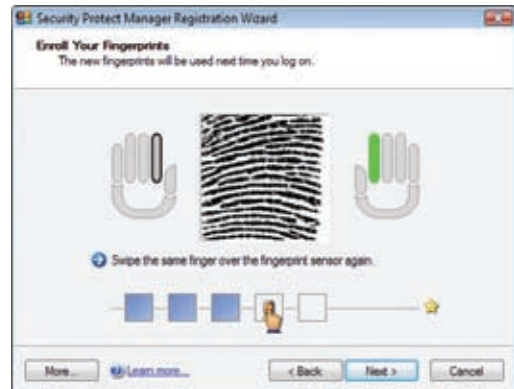 Security Protect Manager Registration Wizard
Enroll Your Fingerprints
The new fingerprints will be used next time you log on.
Swipe the same finger over the fingerprint sensor again.
More... Learn more... < Back Next > Cancel